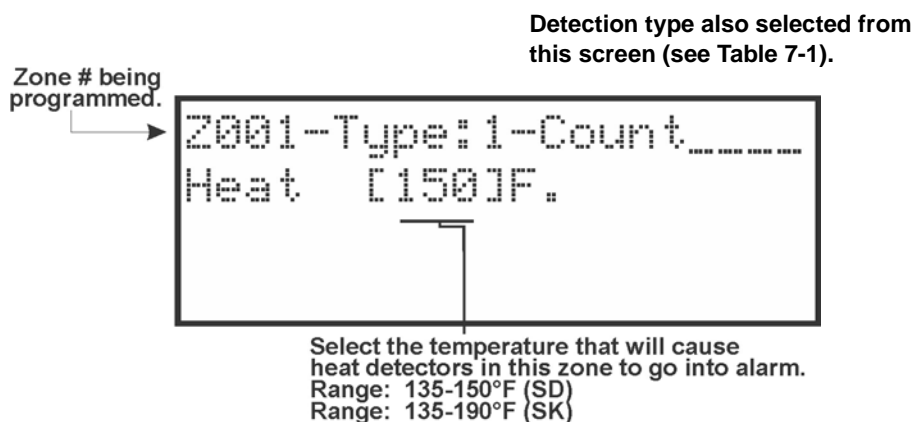 Detection type also selected from
this screen (see Table 7-1).
Zone # being
programmed.
Z001-Type:1-Count____
Heat [150]F.
Select the temperature that will cause
heat detectors in this zone to go into alarm.
Range: 135-150°F (SD)
Range: 135-190°F (SK)